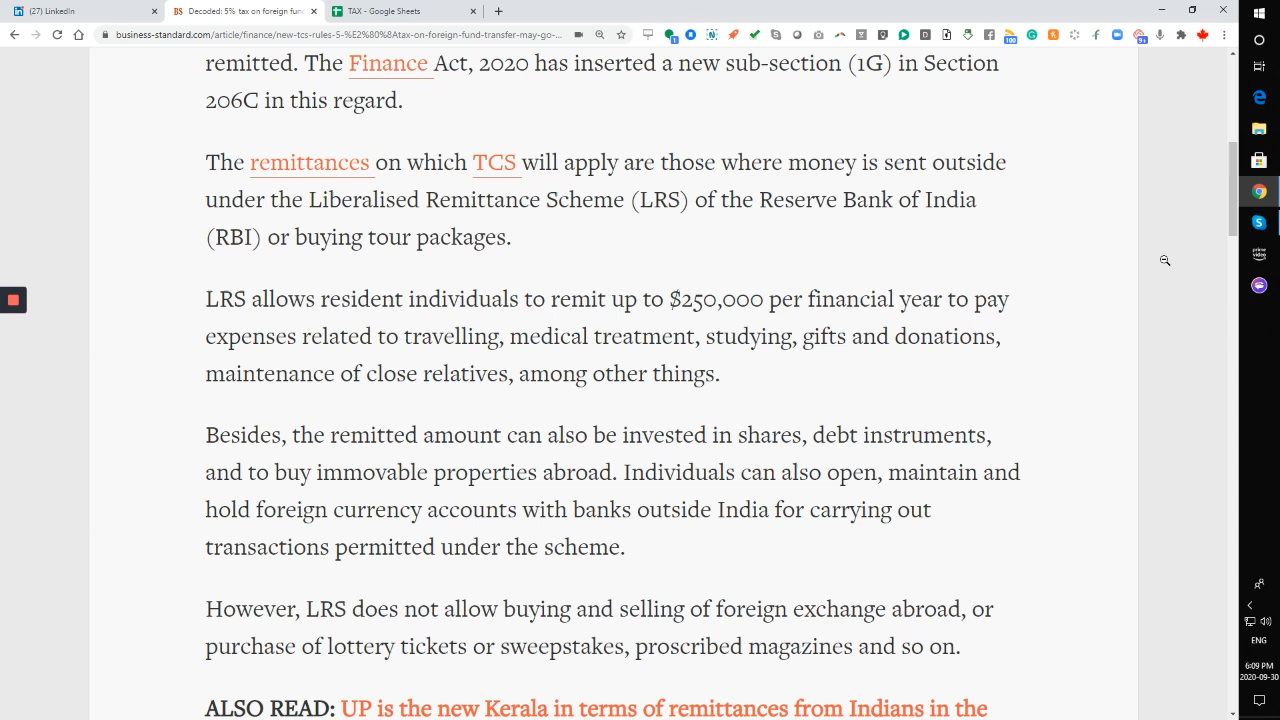 (27) LinkedIn
Decoded: 5% tax on foreign func
TAX - Google Sheets
business-standard.com/article/finance/new-tcs-rules-5-%E2%80%8Atax-on-foreign-fund-transfer-may-go-...
remitted. The Finance Act, 2020 has inserted a new sub-section (1G) in Section
206C in this regard.
The remittances on which TCS will apply are those where money is sent outside
under the Liberalised Remittance Scheme (LRS) of the Reserve Bank of India
(RBI) or buying tour packages.
LRS allows resident individuals to remit up to $250,000 per financial year to pay
expenses related to travelling, medical treatment, studying, gifts and donations,
maintenance of close relatives, among other things.
Besides, the remitted amount can also be invested in shares, debt instruments,
and to buy immovable properties abroad. Individuals can also open, maintain and
hold foreign currency accounts with banks outside India for carrying out
transactions permitted under the scheme.
However, LRS does not allow buying and selling of foreign exchange abroad, or
purchase of lottery tickets or sweepstakes, proscribed magazines and so on.
ALSO READ: UP is the new Kerala in terms of remittances from Indians in the
prime video
ENG
6:09 PM
2020-09-30